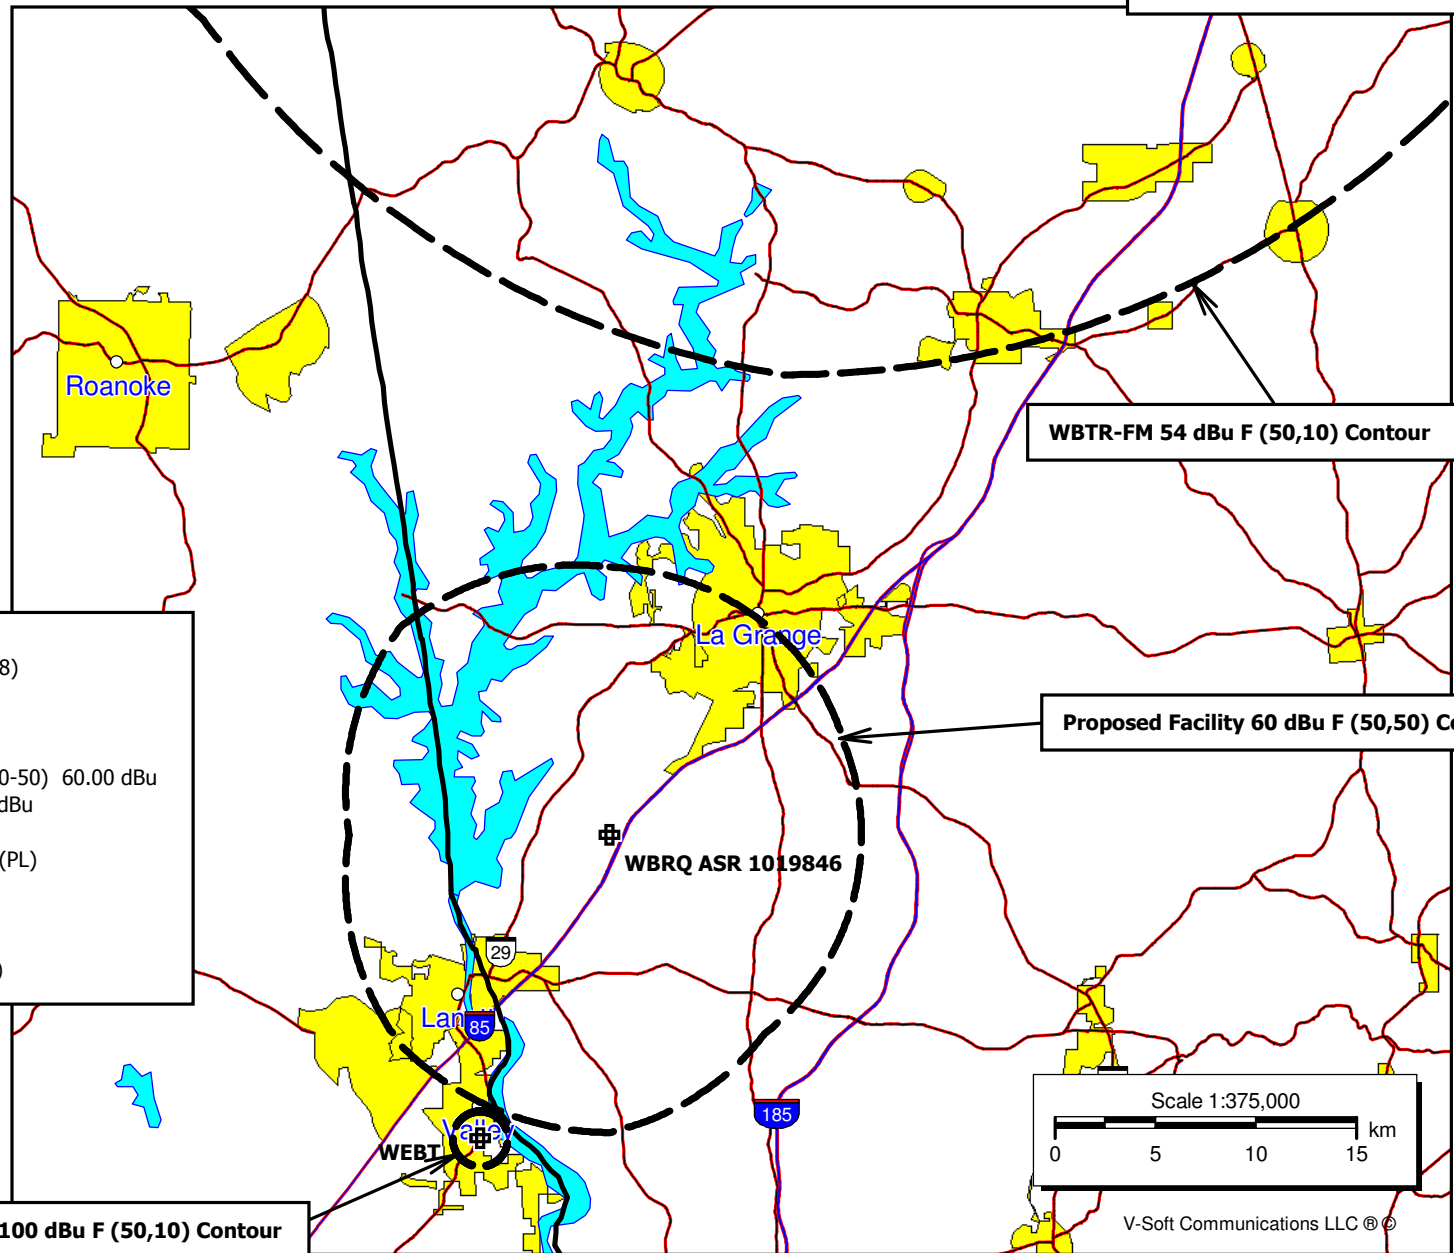 Roanoke
WBTR-FM 54 dBu F (50,10) Contour
La Grange
8)
Proposed Facility 60 dBu F (50,50) Co
0-50) 60.00 dBu
dBu
(PL)
WBRQ ASR 1019846
29
)
85
185
Valley
WEBT
Scale 1:375,000
km
0 5 10 15
100 dBu F (50,10) Contour
V-Soft Communications LLC ® ©